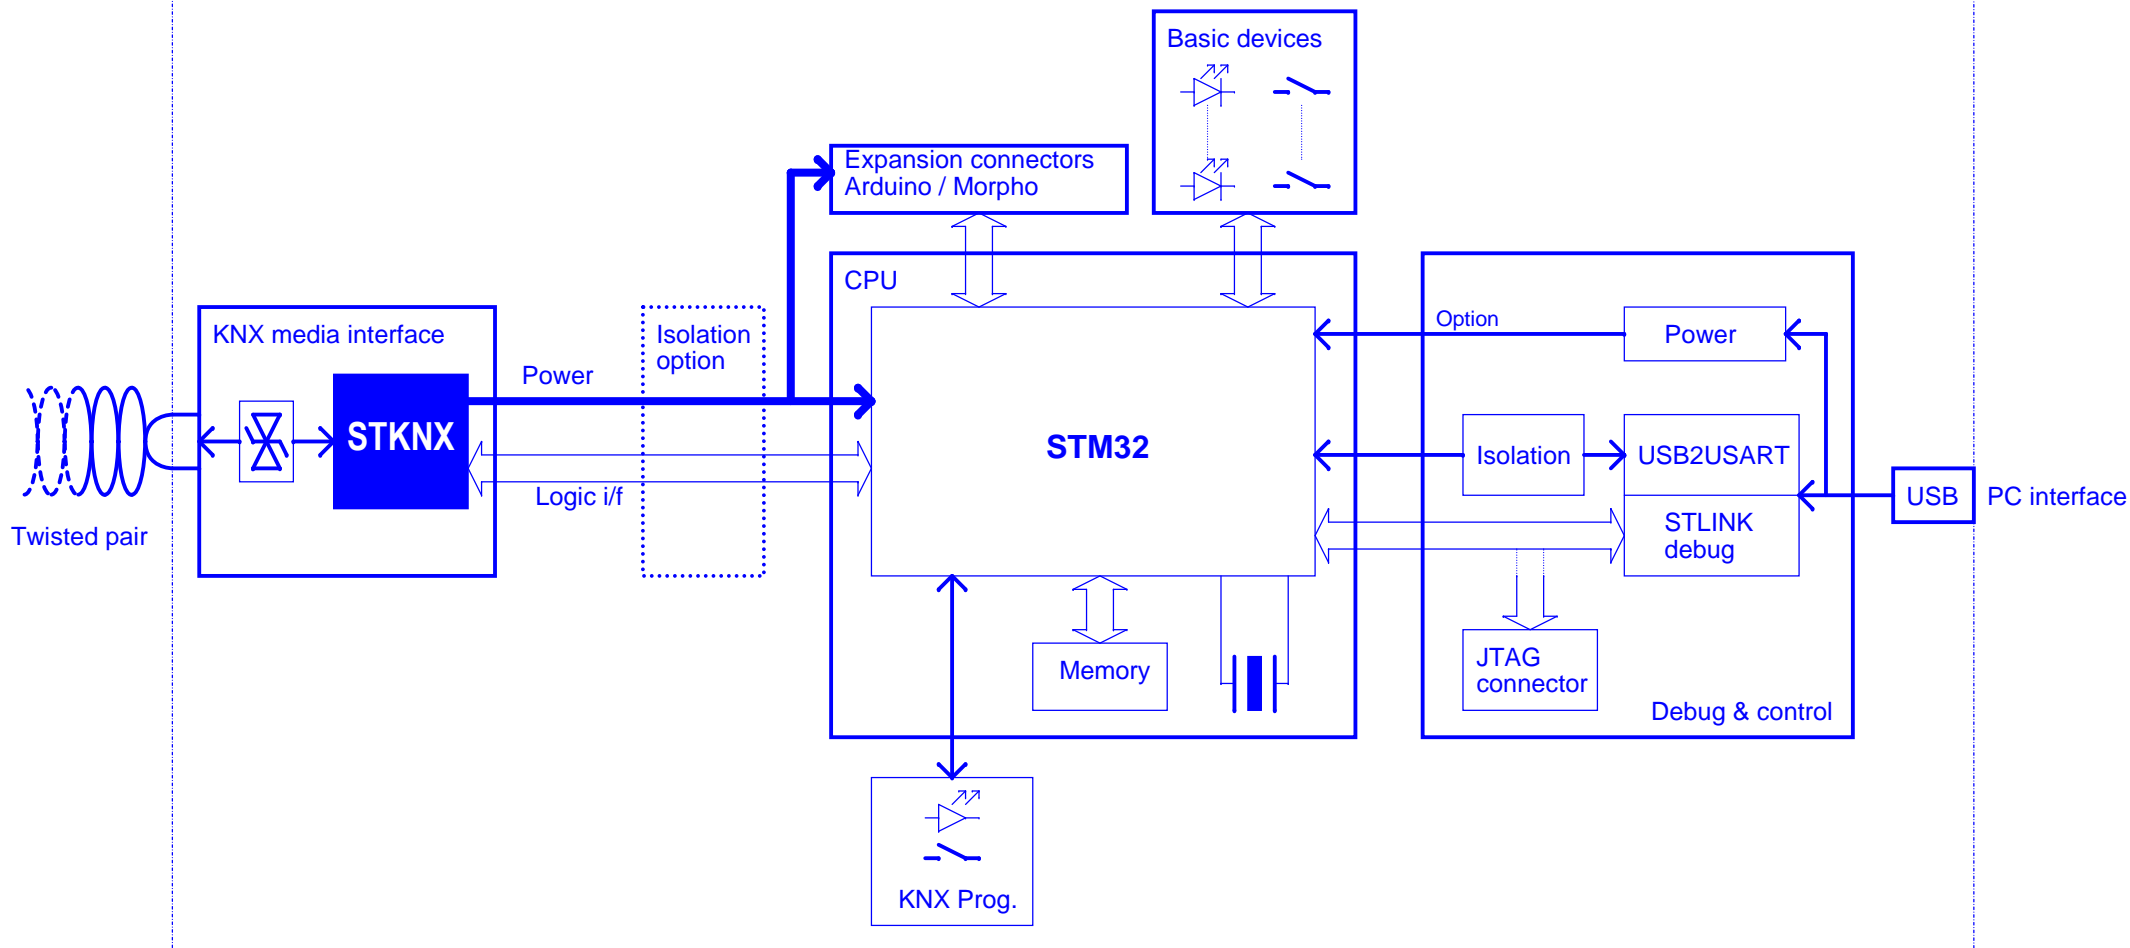 Basic devices
Expansion connectors
Arduino / Morpho
CPU
KNX media interface
Isolation
option
Option
Power
Power
STKNX
STM32
Isolation
USB2USART
Logic i/f
USB
PC interface
Twisted pair
STLINK
debug
Memory
JTAG
connector
Debug & control
KNX Prog.